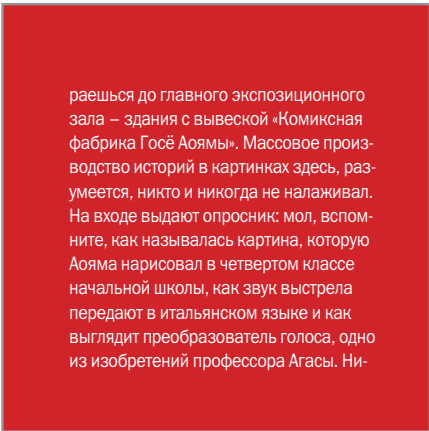 раешься до главного экспозиционного
зала – здания с вывеской «Комиксная
фабрика Госё Аоямы». Массовое произ-
водство историй в картинках здесь, раз-
умеется, никто и никогда не налаживал.
На входе выдают опросник: мол, вспом-
ните, как называлась картина, которую
Аояма нарисовал в четвертом классе
начальной школы, как звук выстрела
передают в итальянском языке и как
выглядит преобразователь голоса, одно
из изобретений профессора Агасы. Ни-